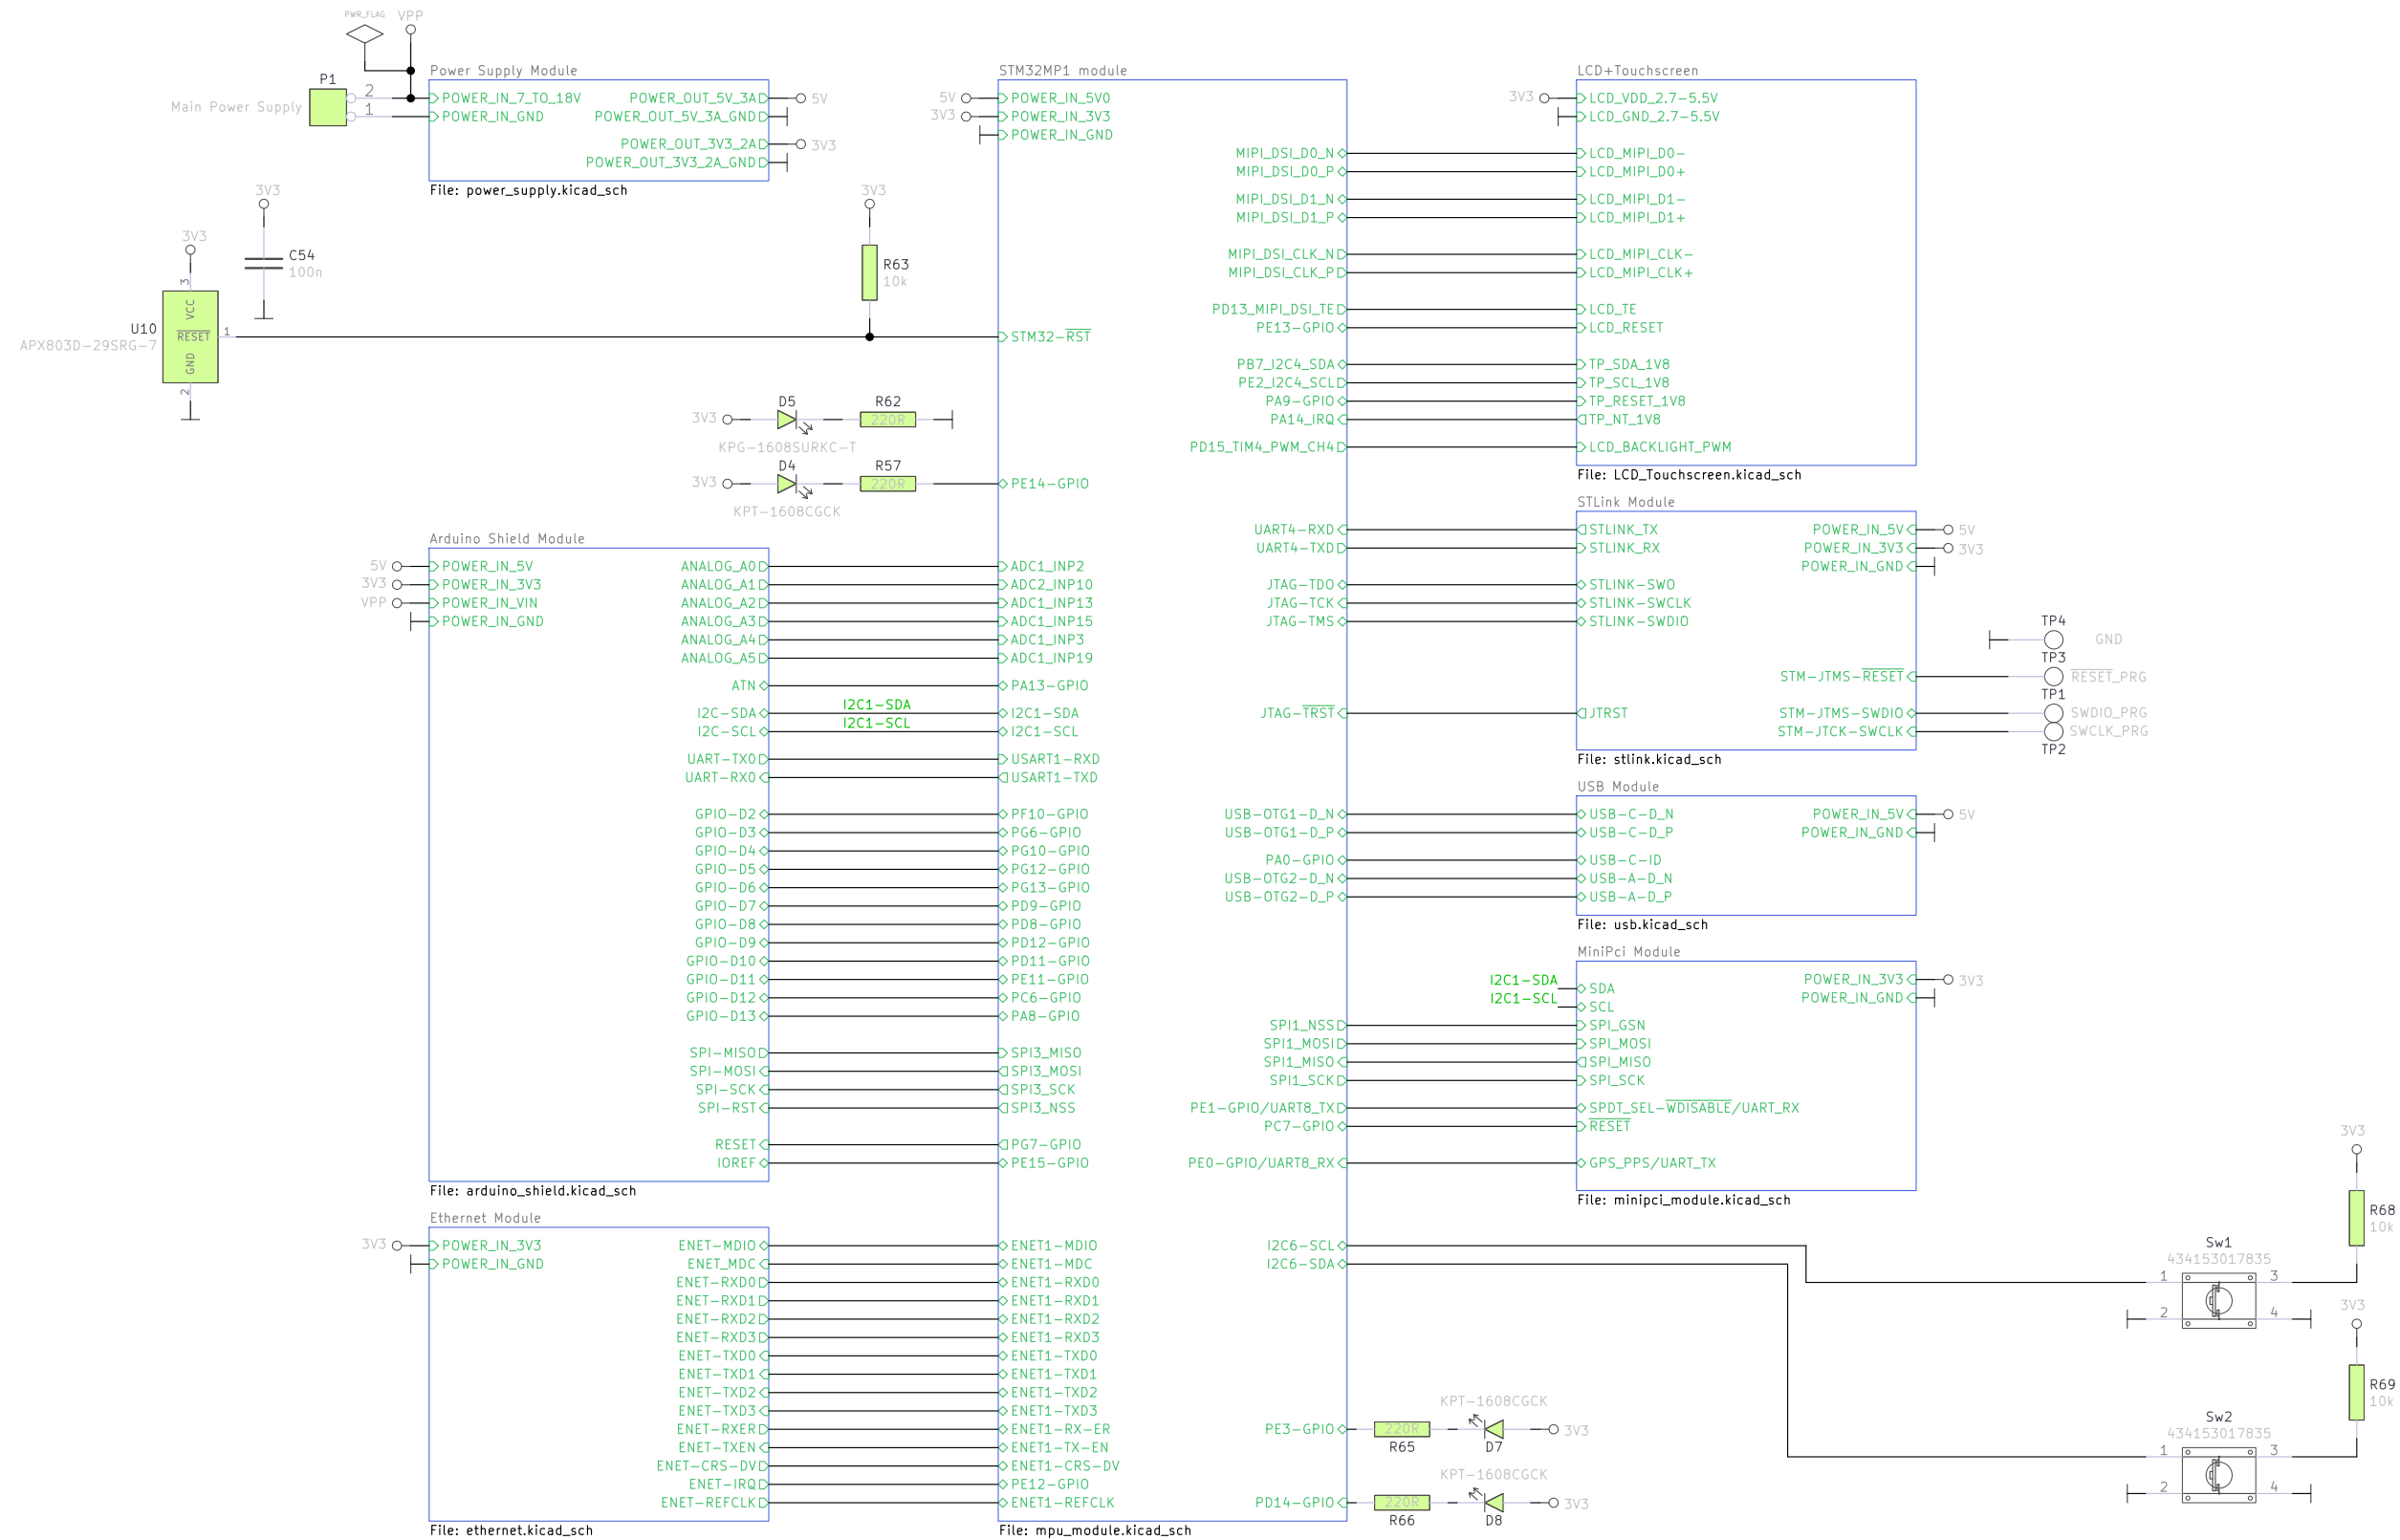 PWR_FLAG
VPP
P1
Main Power Supply
2
1
Power Supply Module
POWER_IN_7_TO_18V
POWER_IN_GND
POWER_OUT_5V_3A
POWER_OUT_5V_3A_GND
POWER_OUT_3V3_2A
POWER_OUT_3V3_2A_GND
5V
3V3
File: power_supply.kicad_sch
3V3
C54
100n
3V3
3
VCC
U10
APX803D-29SRG-7
RESET
1
GND
2
3V3
R63
10k
3V3
D5
KPG-1608SURKC-T
R62
220R
3V3
D4
KPT-1608CGCK
R57
220R
Arduino Shield Module
5V
3V3
VPP
POWER_IN_5V
POWER_IN_3V3
POWER_IN_VIN
POWER_IN_GND
ANALOG_A0
ANALOG_A1
ANALOG_A2
ANALOG_A3
ANALOG_A4
ANALOG_A5
ATN
I2C-SDA
I2C-SCL
UART-TX0
UART-RX0
GPIO-D2
GPIO-D3
GPIO-D4
GPIO-D5
GPIO-D6
GPIO-D7
GPIO-D8
GPIO-D9
GPIO-D10
GPIO-D11
GPIO-D12
GPIO-D13
SPI-MISO
SPI-MOSI
SPI-SCK
SPI-RST
RESET
IOREF
File: arduino_shield.kicad_sch
I2C1-SDA
I2C1-SCL
Ethernet Module
3V3
POWER_IN_3V3
POWER_IN_GND
ENET-MDIO
ENET_MDC
ENET-RXD0
ENET-RXD1
ENET-RXD2
ENET-RXD3
ENET-TXD0
ENET-TXD1
ENET-TXD2
ENET-TXD3
ENET-RXER
ENET-TXEN
ENET-CRS-DV
ENET-IRQ
ENET-REFCLK
File: ethernet.kicad_sch
STM32MP1 module
5V
3V3
POWER_IN_5V0
POWER_IN_3V3
POWER_IN_GND
STM32-RST
PE14-GPIO
ADC1_INP2
ADC2_INP10
ADC1_INP13
ADC1_INP15
ADC1_INP3
ADC1_INP19
PA13-GPIO
I2C1-SDA
I2C1-SCL
USART1-RXD
USART1-TXD
PF10-GPIO
PG6-GPIO
PG10-GPIO
PG12-GPIO
PG13-GPIO
PD9-GPIO
PD8-GPIO
PD12-GPIO
PD11-GPIO
PE11-GPIO
PC6-GPIO
PA8-GPIO
SPI3_MISO
SPI3_MOSI
SPI3_SCK
SPI3_NSS
PG7-GPIO
PE15-GPIO
ENET1-MDIO
ENET1-MDC
ENET1-RXD0
ENET1-RXD1
ENET1-RXD2
ENET1-RXD3
ENET1-TXD0
ENET1-TXD1
ENET1-TXD2
ENET1-TXD3
ENET1-RX-ER
ENET1-TX-EN
ENET1-CRS-DV
PE12-GPIO
ENET1-REFCLK
MIPI_DSI_D0_N
MIPI_DSI_D0_P
MIPI_DSI_D1_N
MIPI_DSI_D1_P
MIPI_DSI_CLK_N
MIPI_DSI_CLK_P
PD13_MIPI_DSI_TE
PE13-GPIO
PB7_I2C4_SDA
PE2_I2C4_SCL
PA9-GPIO
PA14_IRQ
PD15_TIM4_PWM_CH4
UART4-RXD
UART4-TXD
JTAG-TDO
JTAG-TCK
JTAG-TMS
JTAG-TRST
USB-OTG1-D_N
USB-OTG1-D_P
PA0-GPIO
USB-OTG2-D_N
USB-OTG2-D_P
SPI1_NSS
SPI1_MOSI
SPI1_MISO
SPI1_SCK
PE1-GPIO/UART8_TX
PC7-GPIO
PE0-GPIO/UART8_RX
I2C6-SCL
I2C6-SDA
PE3-GPIO
PD14-GPIO
File: mpu_module.kicad_sch
LCD+Touchscreen
3V3
LCD_VDD_2.7-5.5V
LCD_GND_2.7-5.5V
LCD_MIPI_D0-
LCD_MIPI_D0+
LCD_MIPI_D1-
LCD_MIPI_D1+
LCD_MIPI_CLK-
LCD_MIPI_CLK+
LCD_TE
LCD_RESET
TP_SDA_1V8
TP_SCL_1V8
TP_RESET_1V8
TP_NT_1V8
LCD_BACKLIGHT_PWM
File: LCD_Touchscreen.kicad_sch
STLink Module
STLINK_TX
STLINK_RX
STLINK-SWO
STLINK-SWCLK
STLINK-SWDIO
JTRST
POWER_IN_5V
POWER_IN_3V3
POWER_IN_GND
STM-JTMS-RESET
STM-JTMS-SWDIO
STM-JTCK-SWCLK
5V
3V3
File: stlink.kicad_sch
TP4
GND
TP3
RESET_PRG
TP1
SWDIO_PRG
SWCLK_PRG
TP2
USB Module
USB-C-D_N
USB-C-D_P
USB-C-ID
USB-A-D_N
USB-A-D_P
POWER_IN_5V
POWER_IN_GND
5V
File: usb.kicad_sch
MiniPci Module
I2C1-SDA
I2C1-SCL
SDA
SCL
SPI_GSN
SPI_MOSI
SPI_MISO
SPI_SCK
SPDT_SEL-WDISABLE/UART_RX
RESET
GPS_PPS/UART_TX
POWER_IN_3V3
POWER_IN_GND
3V3
File: minipci_module.kicad_sch
3V3
R68
10k
Sw1
434153017835
1
2
3
4
3V3
R69
10k
Sw2
434153017835
1
2
3
4
KPT-1608CGCK
220R
R65
D7
3V3
KPT-1608CGCK
220R
R66
D8
3V3